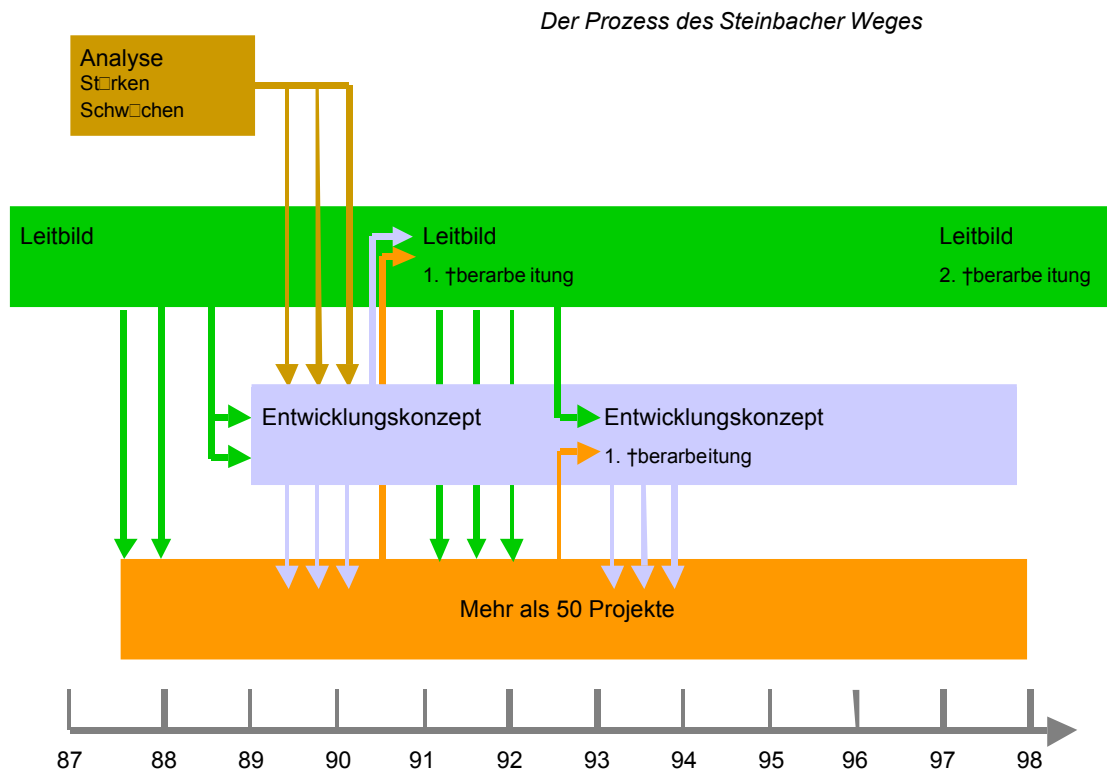 Der Prozess des Steinbacher Weges
Analyse
St□rken
Schw□chen
Leitbild
Leitbild
1. †berarbe itung
Leitbild
2. †berarbe itung
Entwicklungskonzept
Entwicklungskonzept
1. †berarbeitung
Mehr als 50 Projekte
87 88 89 90 91 92 93 94 95 96 97 98